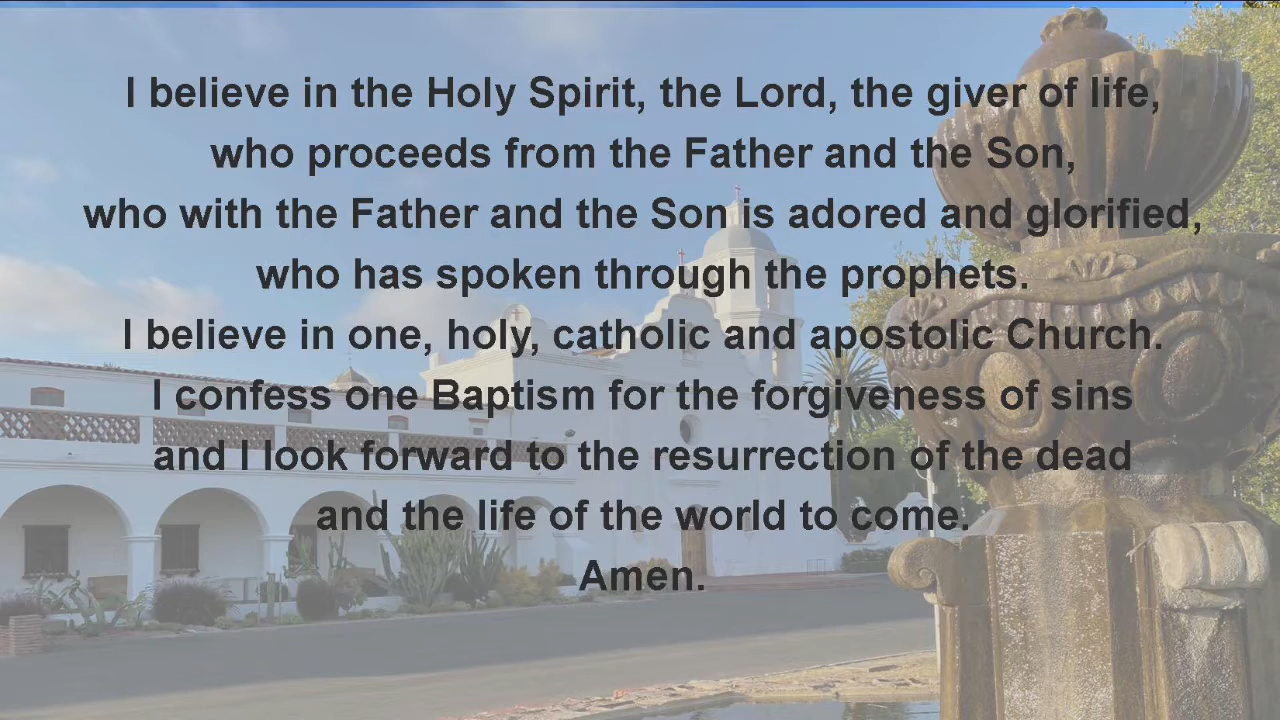 I believe in the Holy Spirit, the Lord, the giver of life,
who proceeds from the Father and the Son,
who with the Father and the Son is adored and glorified,
who has spoken through the prophets.
I believe in one, holy, catholic and apostolic Church.
I confess one Baptism for the forgiveness of sins
and I look forward to the resurrection of the dead
and the life of the world to come.
Amen.